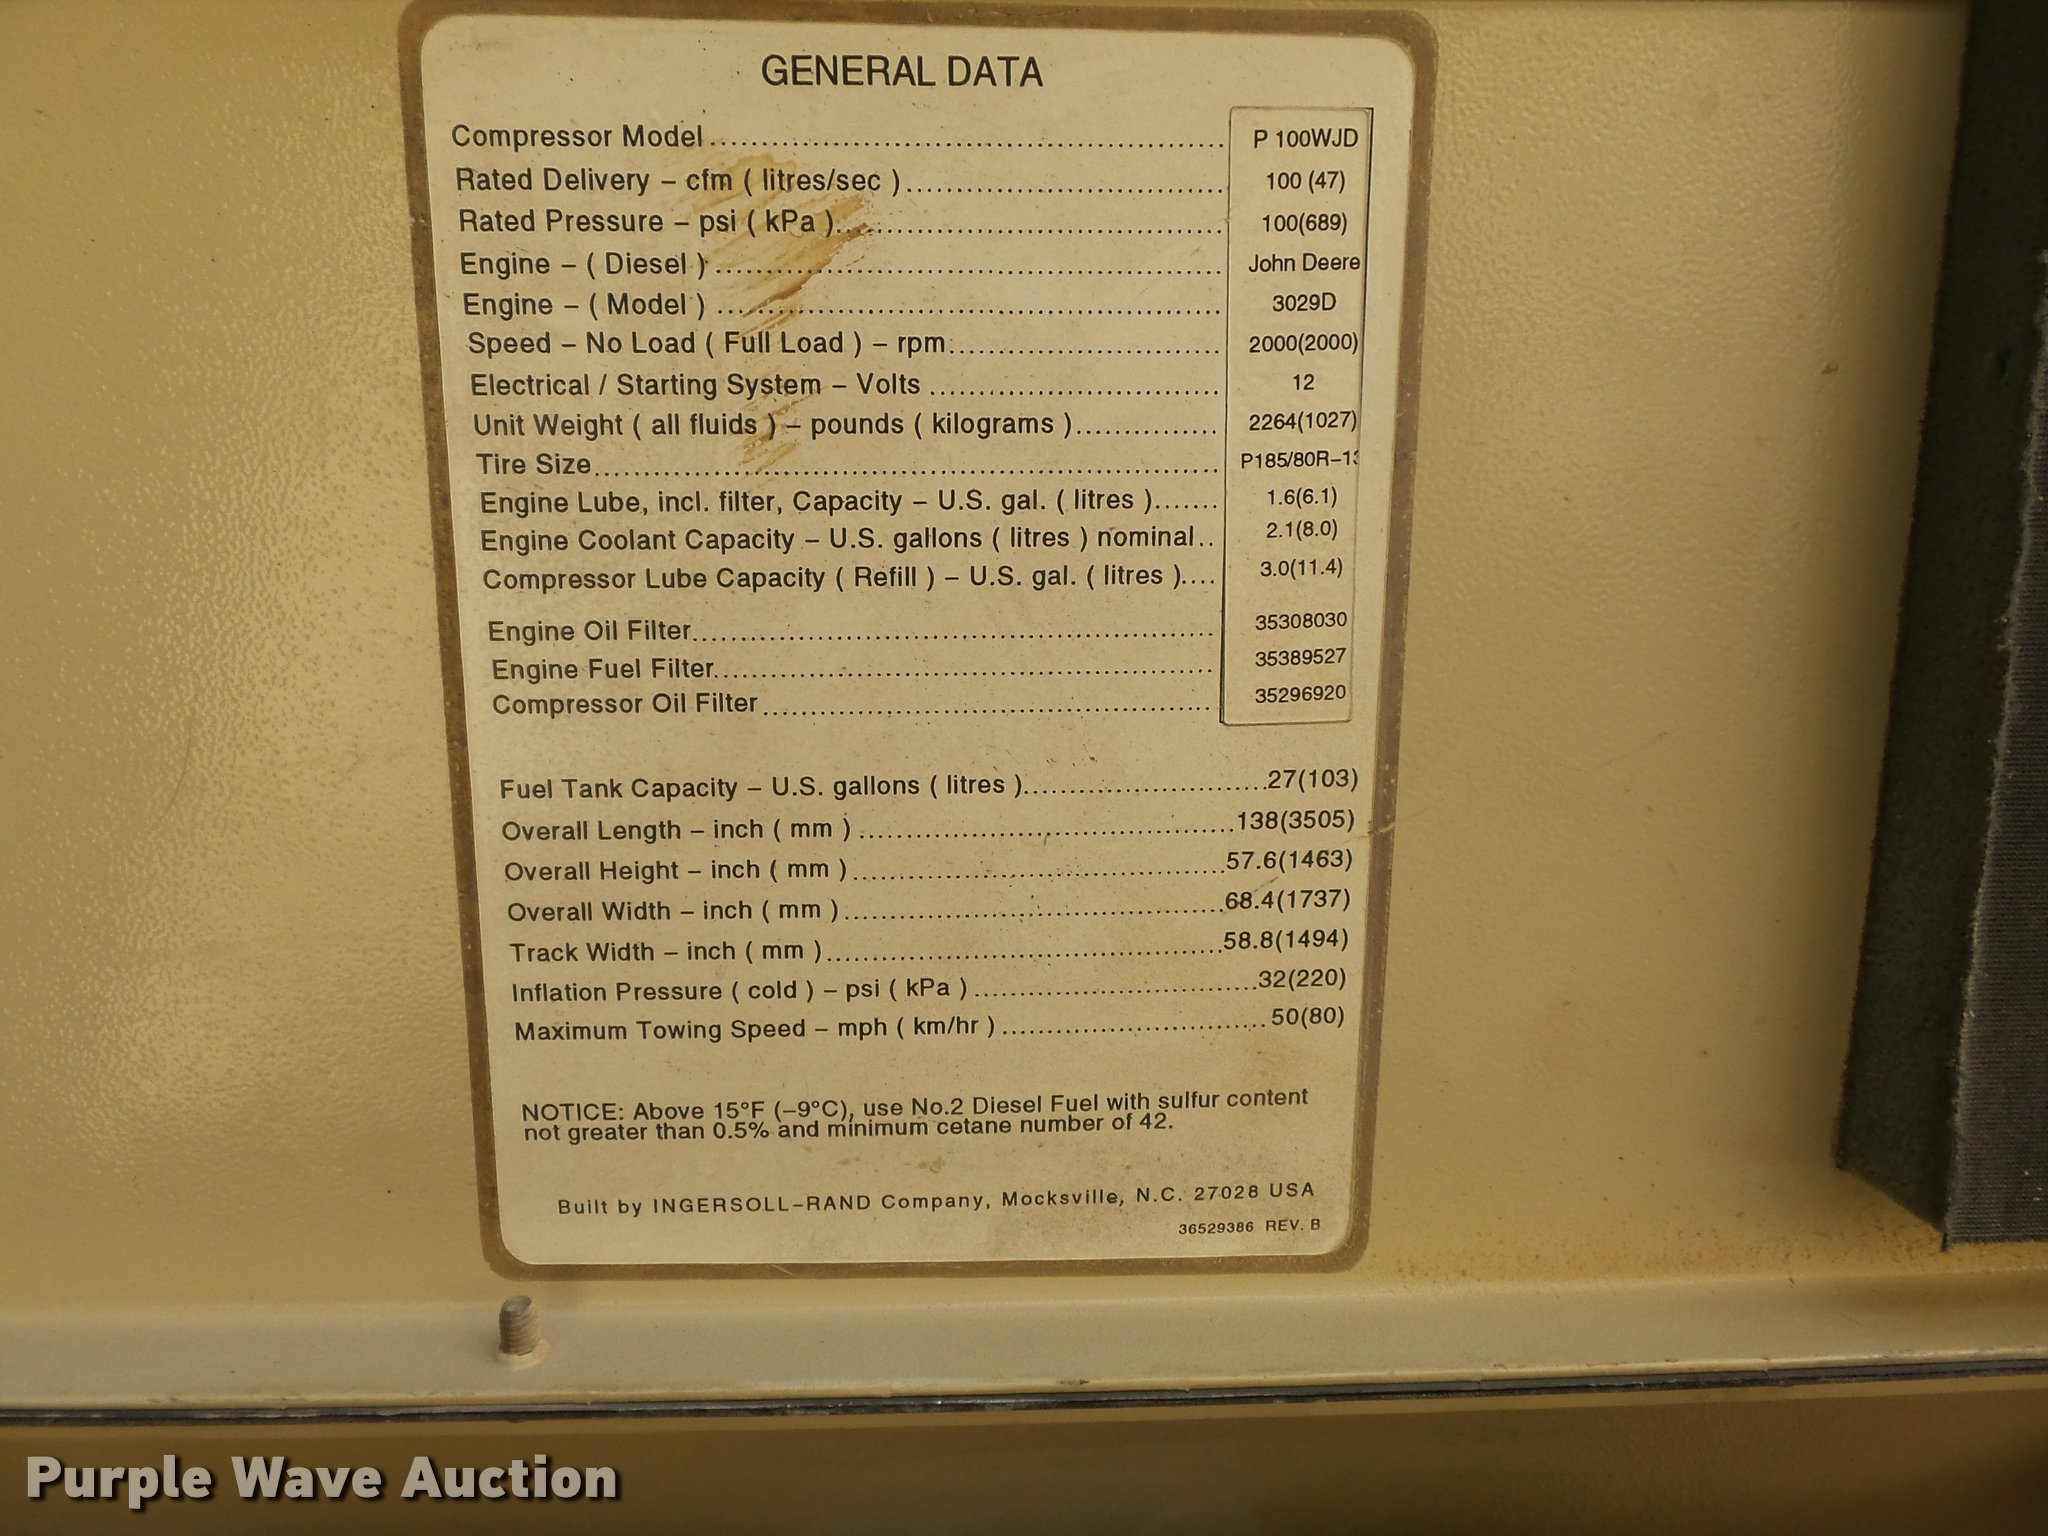 GENERAL DATA
Compressor Model........................................................ P 100WJD
Rated Delivery – cfm ( litres/sec )................................... 100 (47)
Rated Pressure – psi ( kPa )........................................... 100(689)
Engine – ( Diesel )........................................................ John Deere
Engine – ( Model )........................................................ 3029D
Speed – No Load ( Full Load ) – rpm.............................. 2000(2000)
Electrical / Starting System – Volts ................................ 12
Unit Weight ( all fluids ) – pounds ( kilograms )............... 2264(1027)
Tire Size...................................................................... P185/80R–13
Engine Lube, incl. filter, Capacity – U.S. gal. ( litres )....... 1.6(6.1)
Engine Coolant Capacity – U.S. gallons ( litres ) nominal.. 2.1(8.0)
Compressor Lube Capacity ( Refill ) – U.S. gal. ( litres ).... 3.0(11.4)
Engine Oil Filter.......................................................... 35308030
Engine Fuel Filter........................................................ 35389527
Compressor Oil Filter.................................................. 35296920
Fuel Tank Capacity – U.S. gallons ( litres )...........................27(103)
Overall Length – inch ( mm ) ..........................................138(3505)
Overall Height – inch ( mm )..........................................57.6(1463)
Overall Width – inch ( mm )...........................................68.4(1737)
Track Width – inch ( mm ).............................................58.8(1494)
Inflation Pressure ( cold ) – psi ( kPa )................................32(220)
Maximum Towing Speed – mph ( km/hr )............................. 50(80)
NOTICE: Above 15°F (–9°C), use No.2 Diesel Fuel with sulfur content
not greater than 0.5% and minimum cetane number of 42.
Built by INGERSOLL–RAND Company, Mocksville, N.C. 27028 USA
36529386 REV. B
Purple Wave Auction